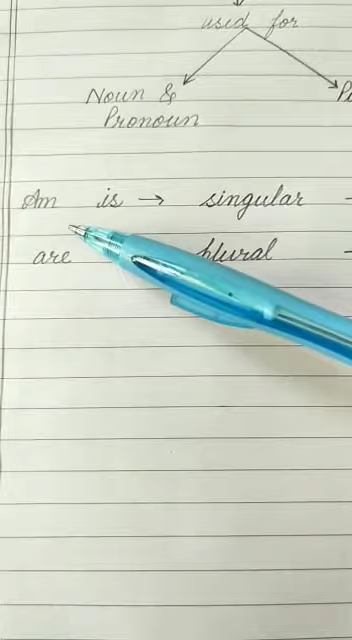 used for
Noun &
Pronoun
Am is → singular
are plural